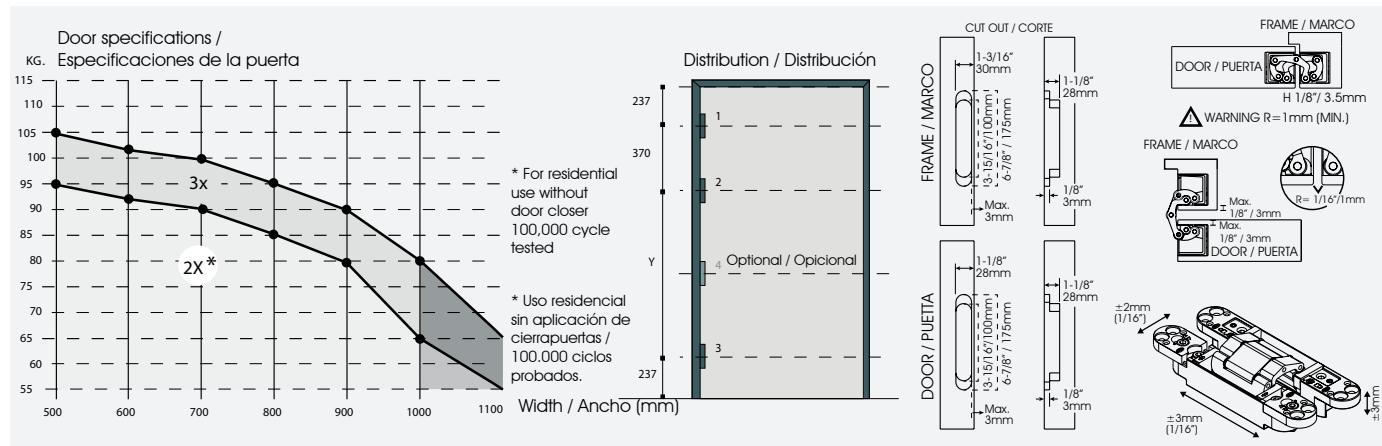 Door specifications /
KG. Especificaciones de la puerta
115
110
105
100
95
90
85
80
75
70
65
60
55
3x
2X*
500 600 700 800 900 1000 1100
Width / Ancho (mm)
* For residential
use without
door closer
100,000 cycle
tested
* Uso residencial
sin aplicación de
cierrapuertas /
100.000 ciclos
probados.
Distribution / Distribución
237
370
Y
237
1
2
4 Optional / Opicional
3
CUT OUT / CORTE
FRAME / MARCO
1-3/16"
30mm
3-15/16"/100mm
6-7/8" / 175mm
Max.
3mm
1-1/8"
28mm
1/8"
3mm
DOOR / PUETTA
1-1/8"
28mm
3-15/16"/100mm
6-7/8" / 175mm
Max.
3mm
1-1/8"
28mm
1/8"
3mm
FRAME / MARCO
DOOR / PUERTA
H 1/8"/ 3.5mm
WARNING R=1mm (MIN.)
FRAME / MARCO
R= 1/16"/1mm
Max.
1/8" / 3mm
Max.
1/8" / 3mm
DOOR / PUERTA
±2mm
(1/16")
±3mm
(1/16")
±3mm